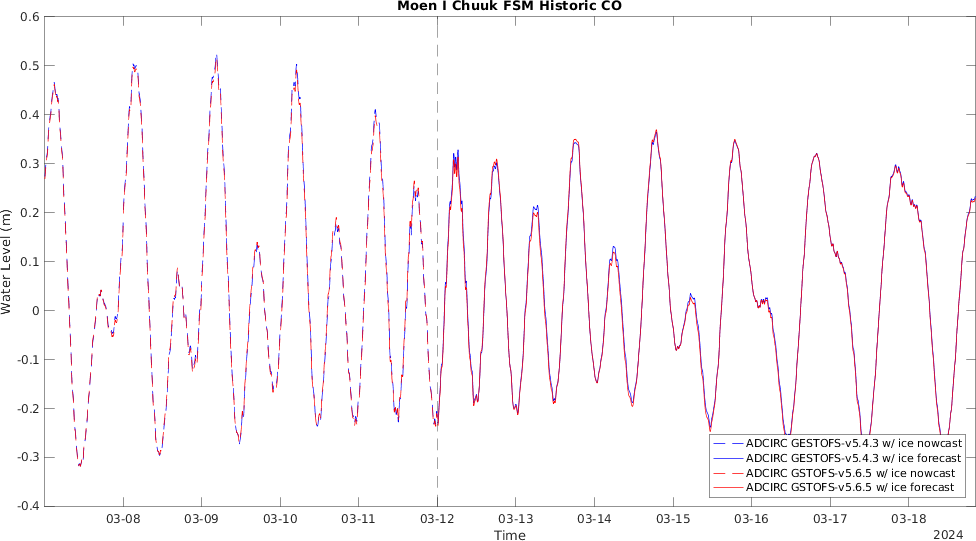 Moen I Chuuk FSM Historic CO
0.6
0.5
0.4
0.3
0.2
0.1
0
-0.1
-0.2
-0.3
-0.4
Water Level (m)
ADCIRC GESTOFS-v5.4.3 w/ ice nowcast
ADCIRC GESTOFS-v5.4.3 w/ ice forecast
ADCIRC GSTOFS-v5.6.5 w/ ice nowcast
ADCIRC GSTOFS-v5.6.5 w/ ice forecast
03-08 03-09 03-10 03-11 03-12 03-13 03-14 03-15 03-16 03-17 03-18
Time
2024